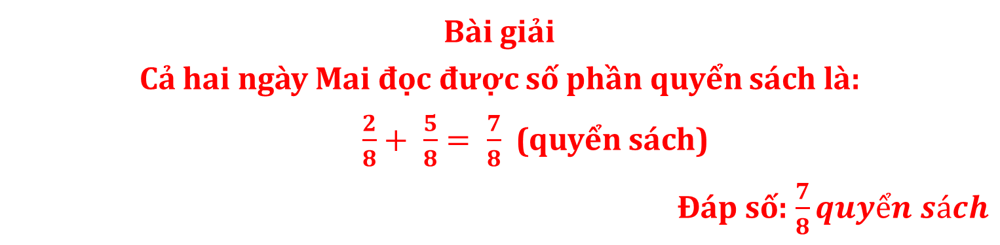 Bài giải
Cả hai ngày Mai đọc được số phần quyển sách là:
2/8 + 5/8 = 7/8 (quyển sách)
Đáp số: 7/8 quyển sách